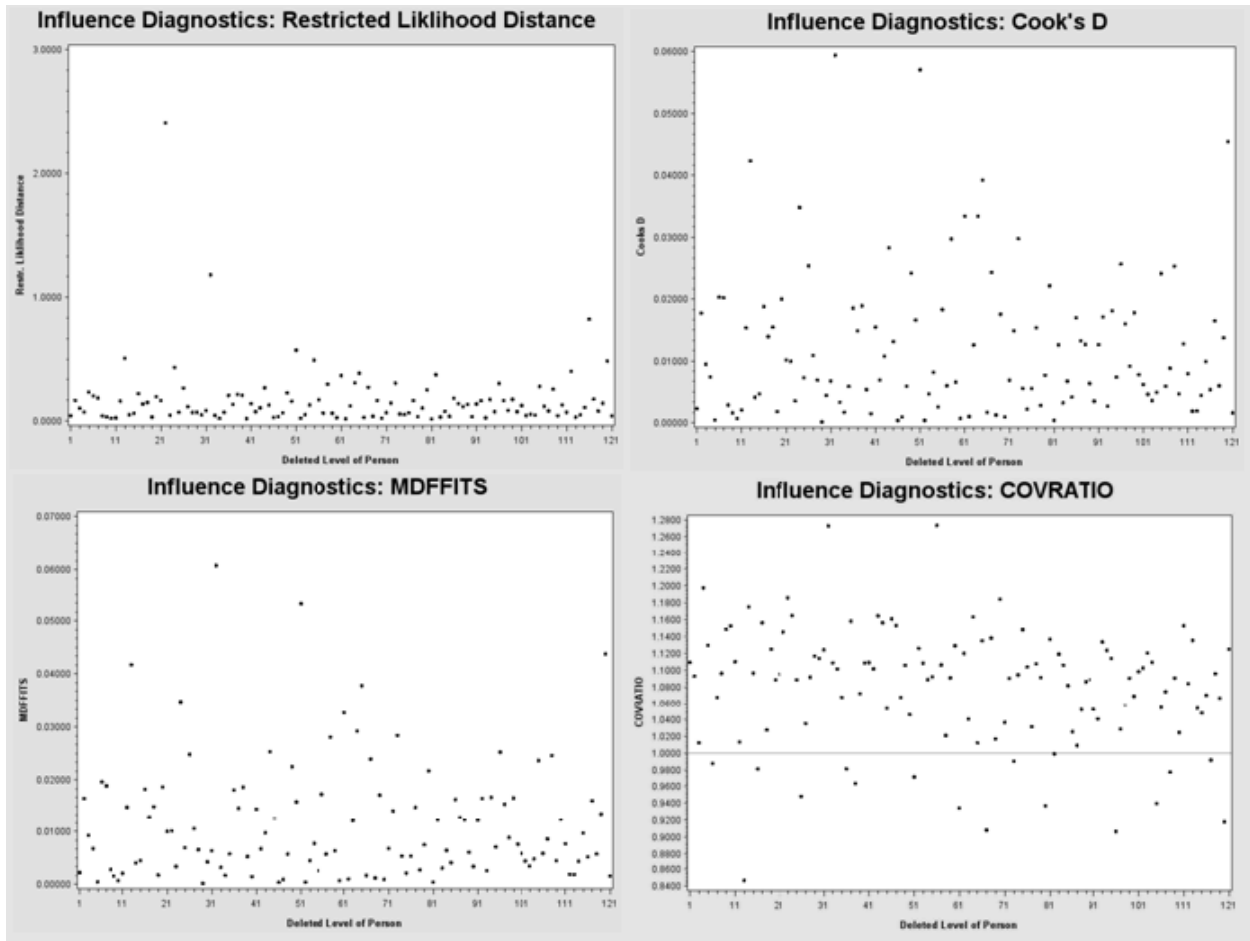 Influence Diagnostics: Restricted Liklihood Distance
3.0000
2.0000
1.0000
0.0000
Restr. Liklihood Distance
1 11 21 31 41 51 61 71 81 91 101 111 121
Deleted Level of Person
Influence Diagnostics: Cook's D
0.06000
0.05000
0.04000
0.03000
0.02000
0.01000
0.00000
Cooks D
1 11 21 31 41 51 61 71 81 91 101 111 121
Deleted Level of Person
Influence Diagnostics: MDFFITS
0.07000
0.06000
0.05000
0.04000
0.03000
0.02000
0.01000
0.00000
MDFFITS
1 11 21 31 41 51 61 71 81 91 101 111 121
Deleted Level of Person
Influence Diagnostics: COVRATIO
1.2800
1.2600
1.2400
1.2200
1.2000
1.1800
1.1600
1.1400
1.1200
1.1000
1.0800
1.0600
1.0400
1.0200
1.0000
0.9800
0.9600
0.9400
0.9200
0.9000
0.8800
0.8600
0.8400
COVRATIO
1 11 21 31 41 51 61 71 81 91 101 111 121
Deleted Level of Person